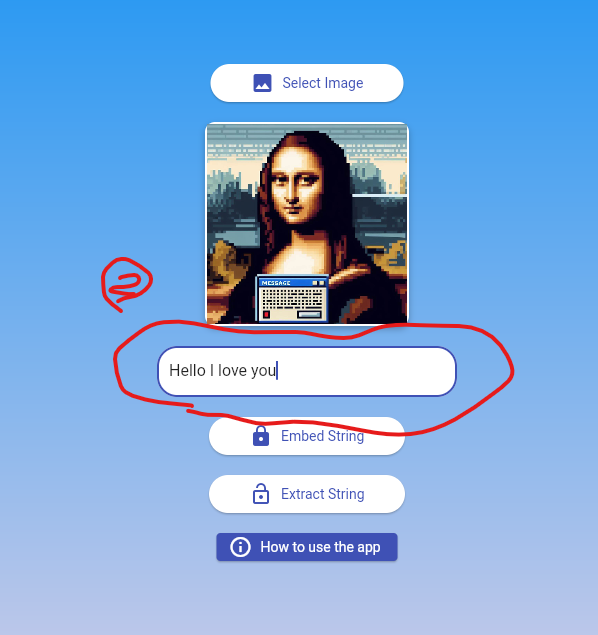 Select Image
MESSAGE
2
Hello I love you
Embed String
Extract String
How to use the app